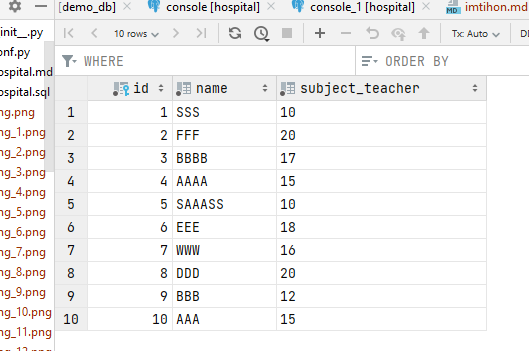 [demo_db] console [hospital] console_1 [hospital] imtihon.md
10 rows Tx: Auto D
WHERE ORDER BY
id name subject_teacher
1 1 SSS 10
2 2 FFF 20
3 3 BBBB 17
4 4 AAAA 15
5 5 SAAASS 10
6 6 EEE 18
7 7 WWW 16
8 8 DDD 20
9 9 BBB 12
10 10 AAA 15
init__.py
onf.py
ospital.md
ospital.sql
ng.png
ng_1.png
ng_2.png
ng_3.png
ng_4.png
ng_5.png
ng_6.png
ng_7.png
ng_8.png
ng_9.png
ng_10.png
ng_11.png